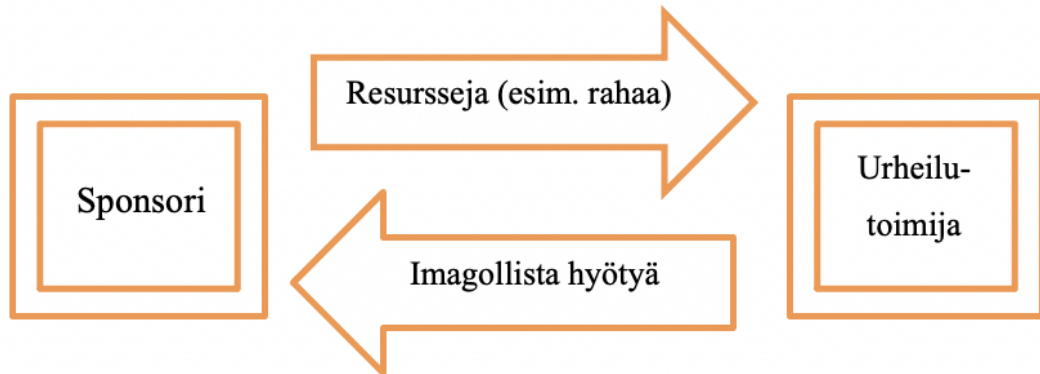 Resursseja (esim. rahaa)
Sponsori
Urheilu-
toimija
Imagollista hyötyä